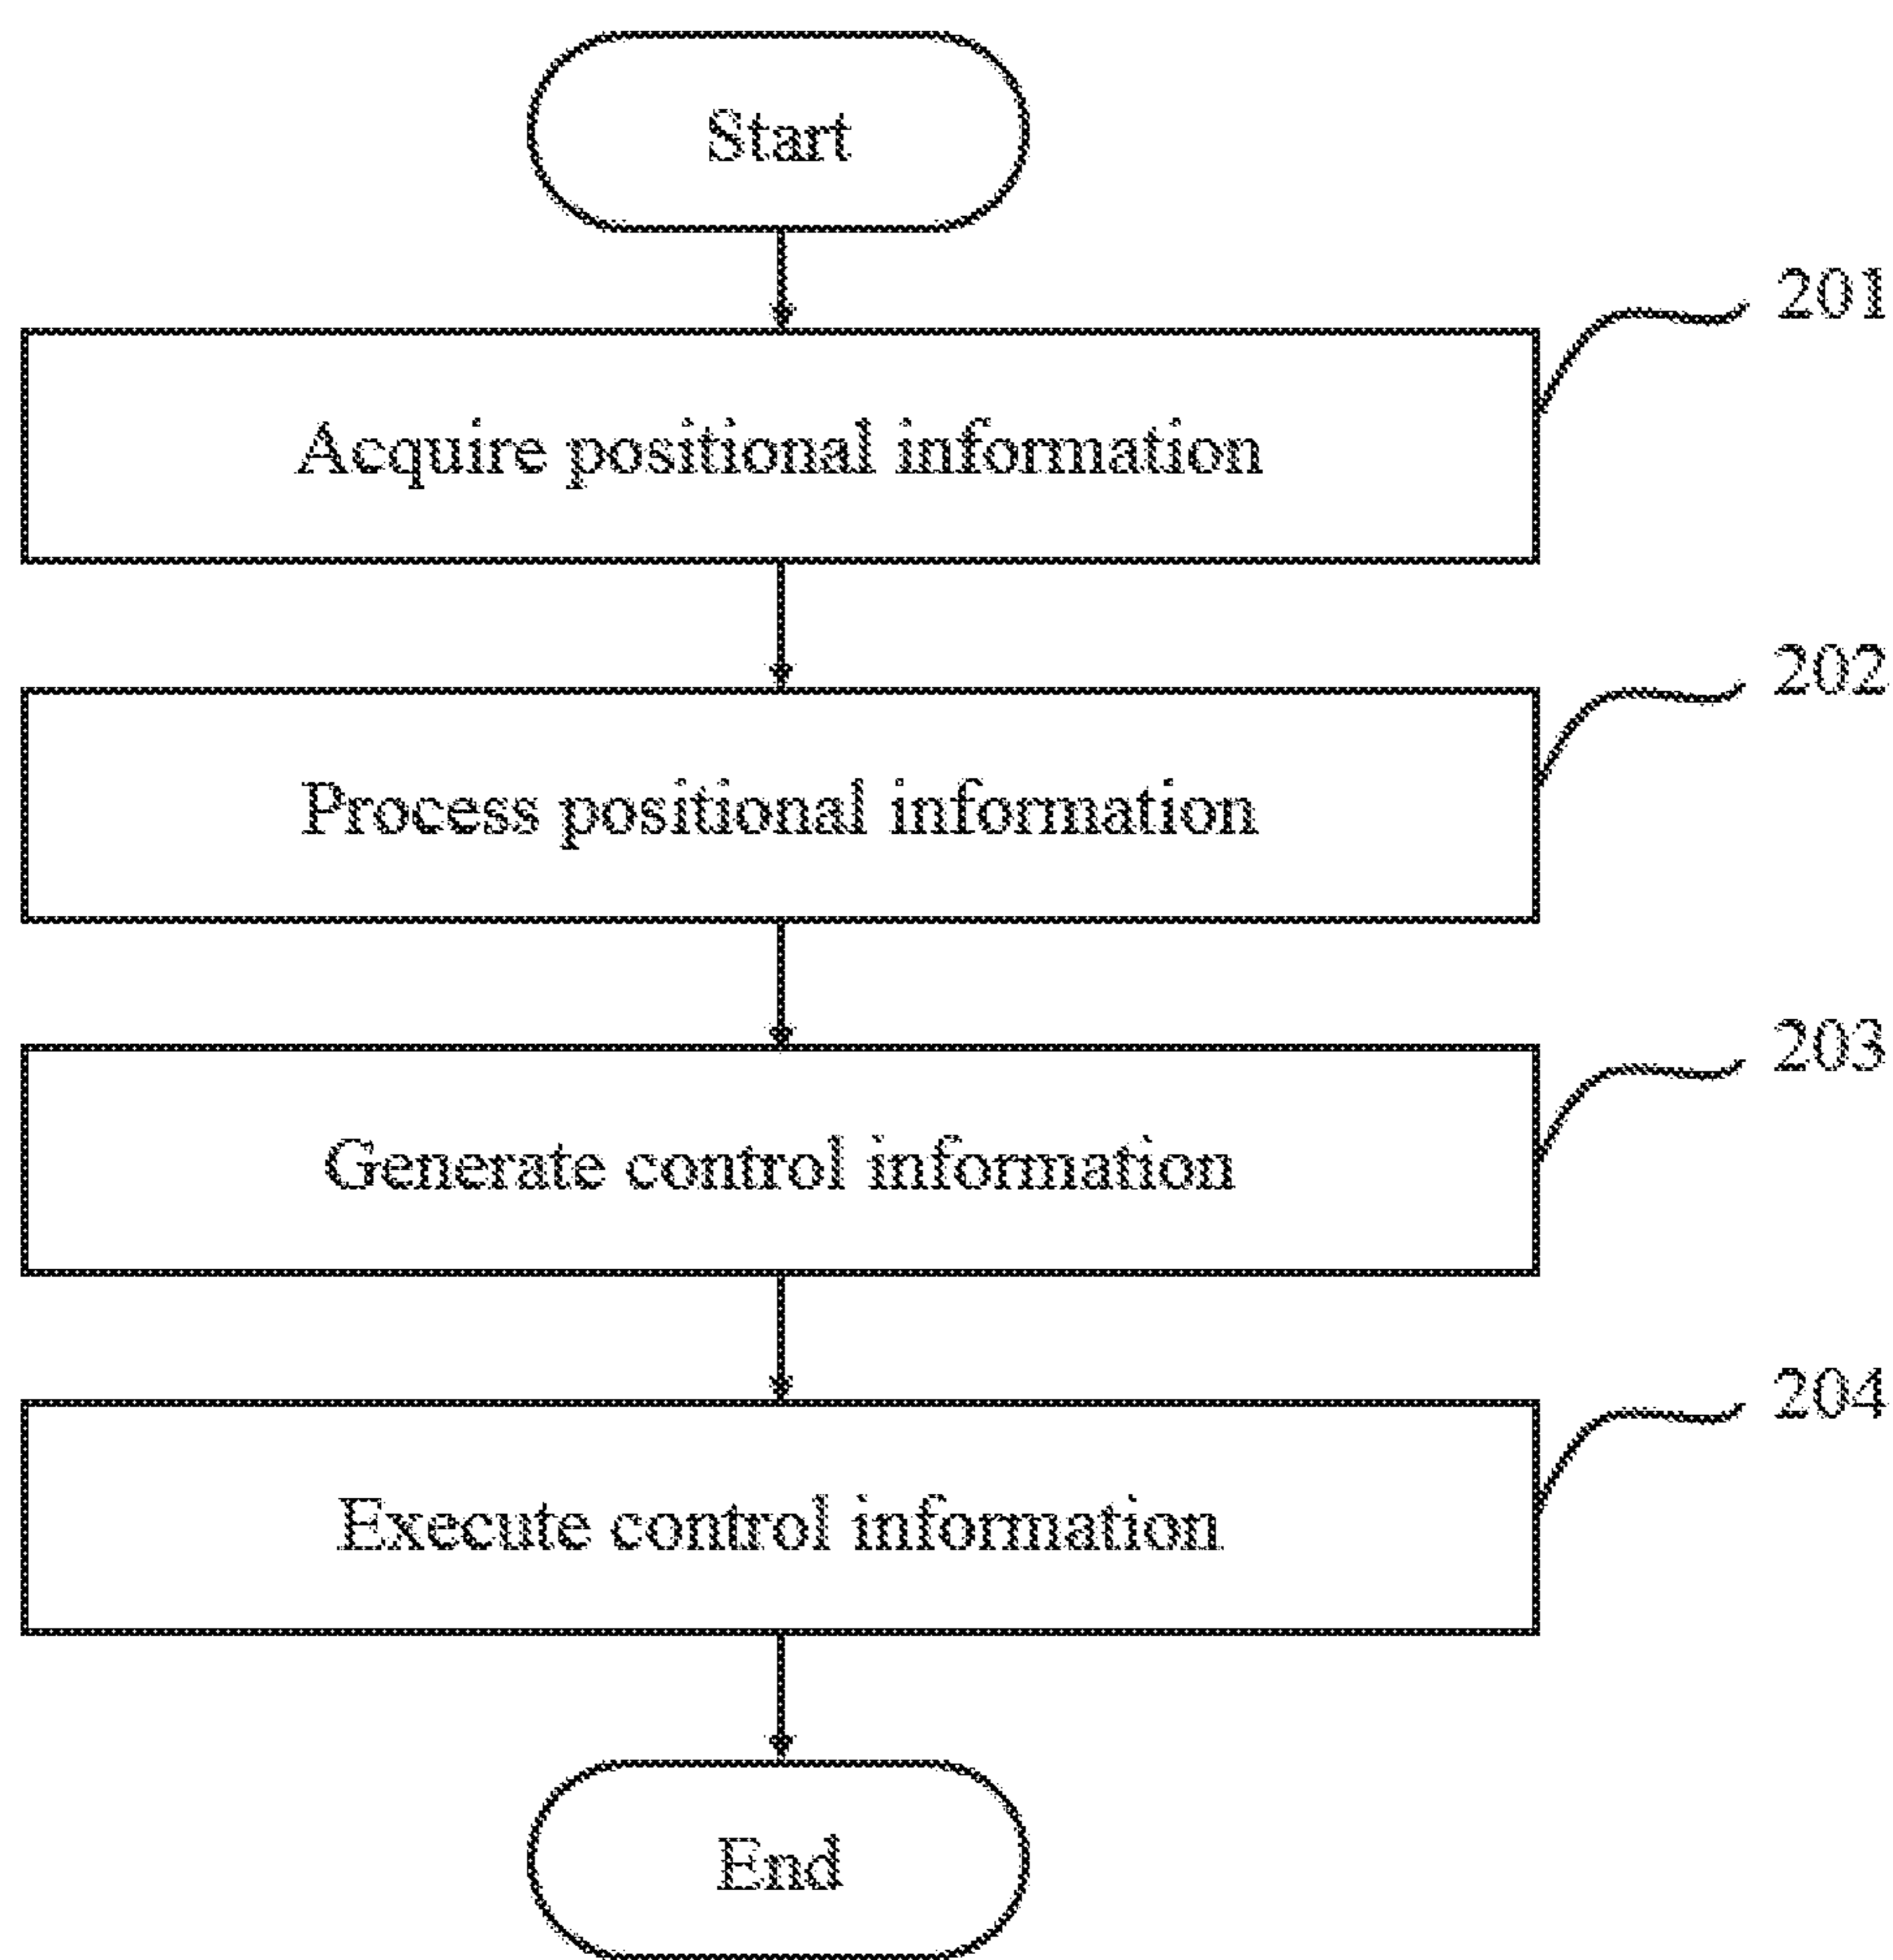 Start
201
Acquire positional information
202
Process positional information
203
Generate control information
204
Execute control information
End